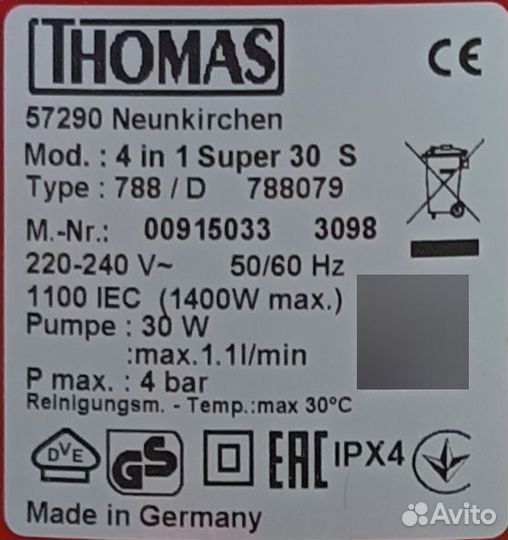 THOMAS
CE
57290 Neunkirchen
Mod. : 4 in 1 Super 30 S
Type : 788 / D 788079
M.-Nr.: 00915033 3098
220-240 V~ 50/60 Hz
1100 IEC (1400W max.)
Pumpe : 30 W
:max.1.1l/min
P max. : 4 bar
Reinigungsm. - Temp.:max 30°C
DVE GS EAC IPX4
Made in Germany
Avito